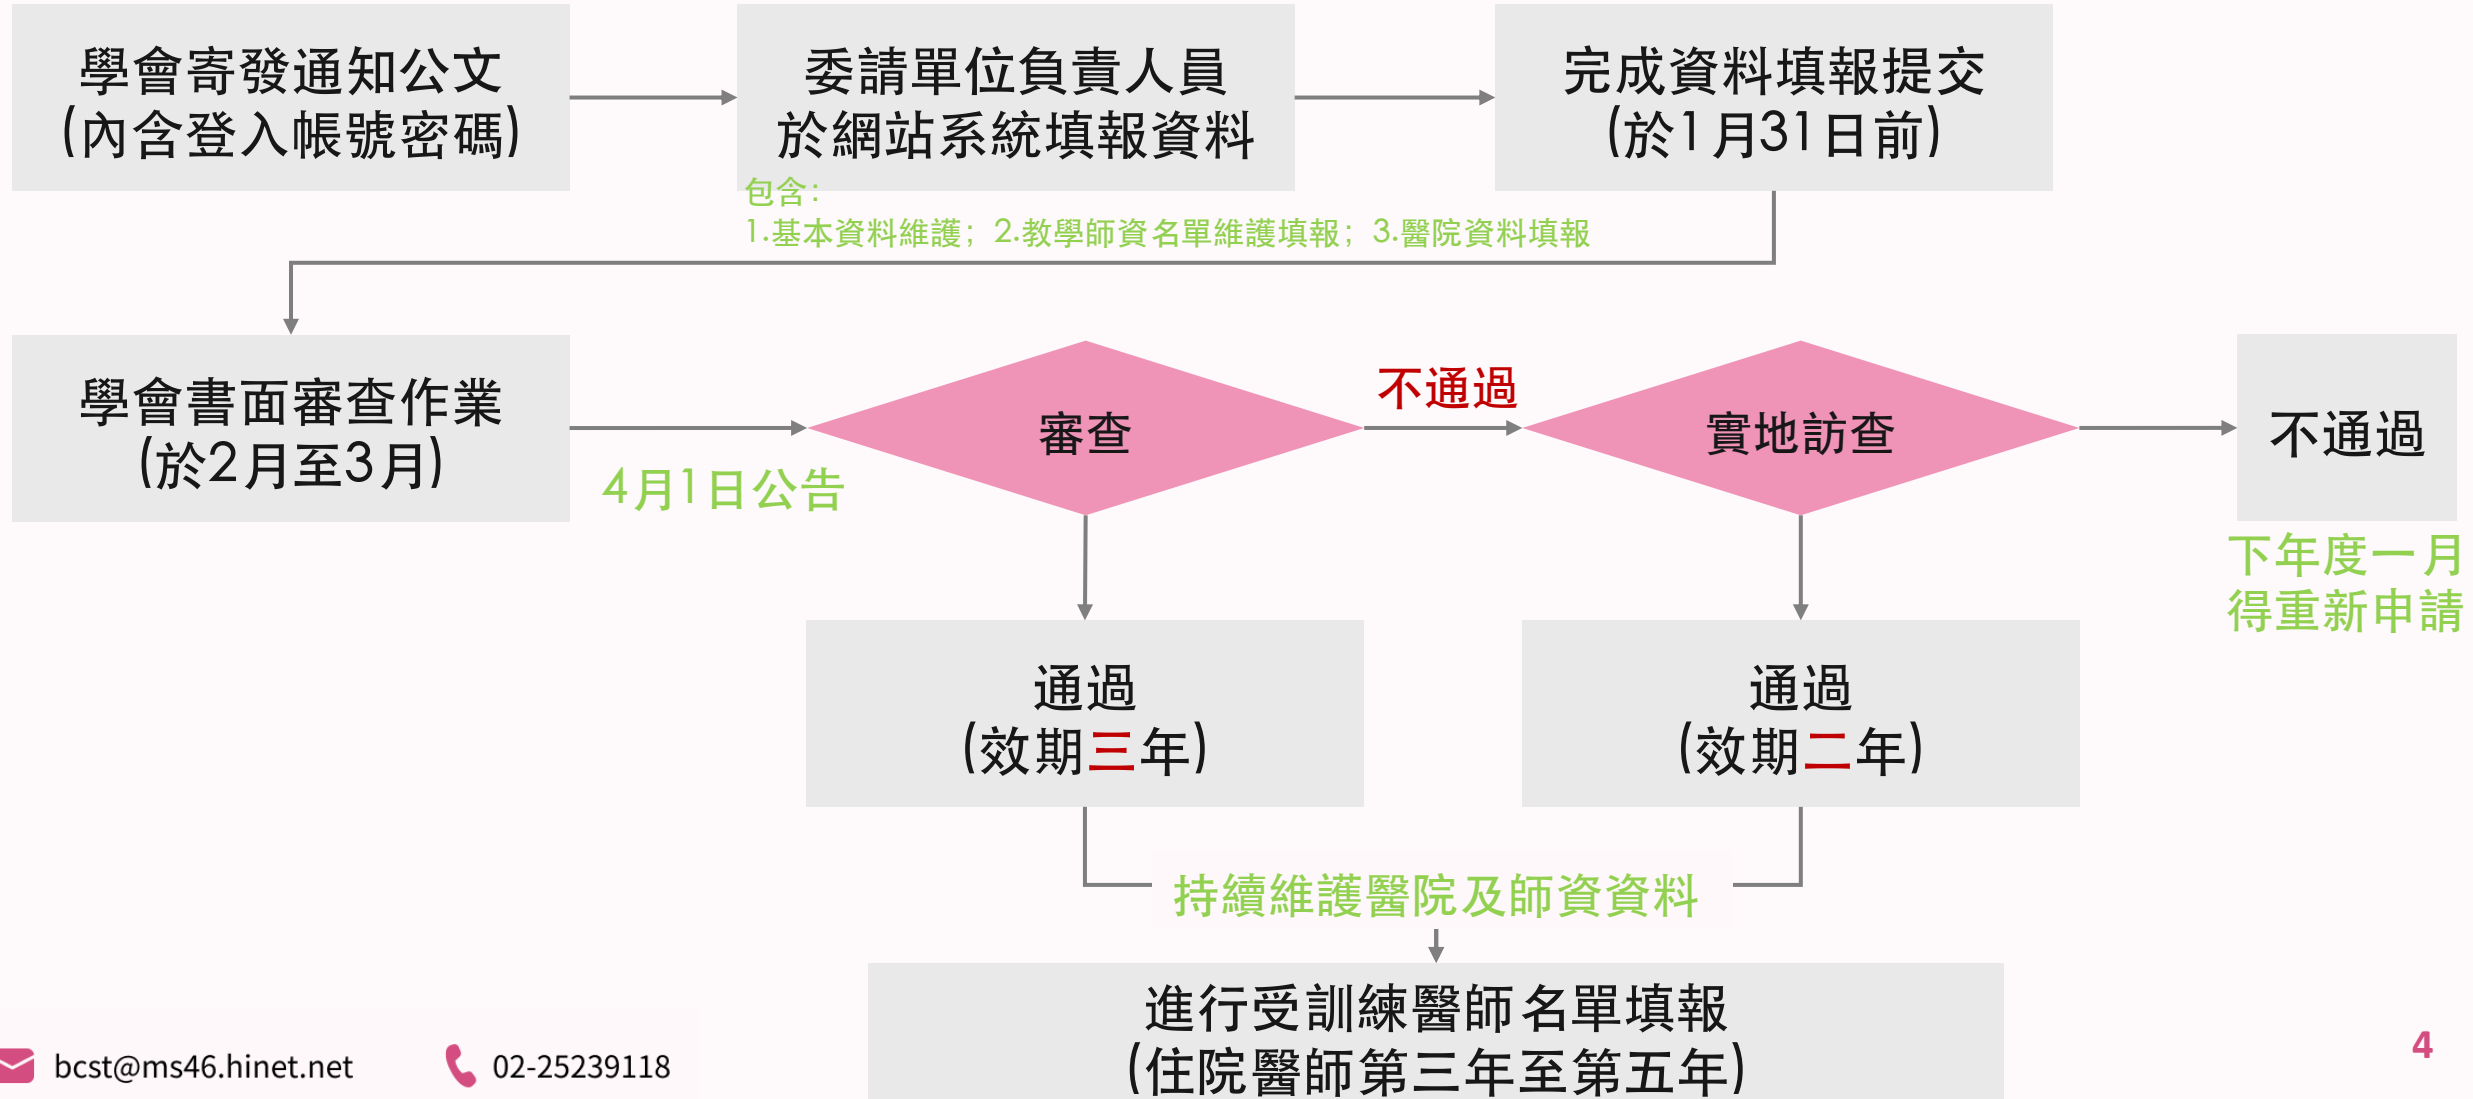 學會寄發通知公文
(內含登入帳號密碼)
委請單位負責人員
於網站系統填報資料
完成資料填報提交
(於1月31日前)
包含：
1.基本資料維護；2.教學師資名單維護填報；3.醫院資料填報
學會書面審查作業
(於2月至3月)
4月1日公告
審查
不通過
實地訪查
不通過
下年度一月
得重新申請
通過
(效期三年)
通過
(效期二年)
持續維護醫院及師資資料
進行受訓練醫師名單填報
(住院醫師第三年至第五年)
bcst@ms46.hinet.net
02-25239118
4